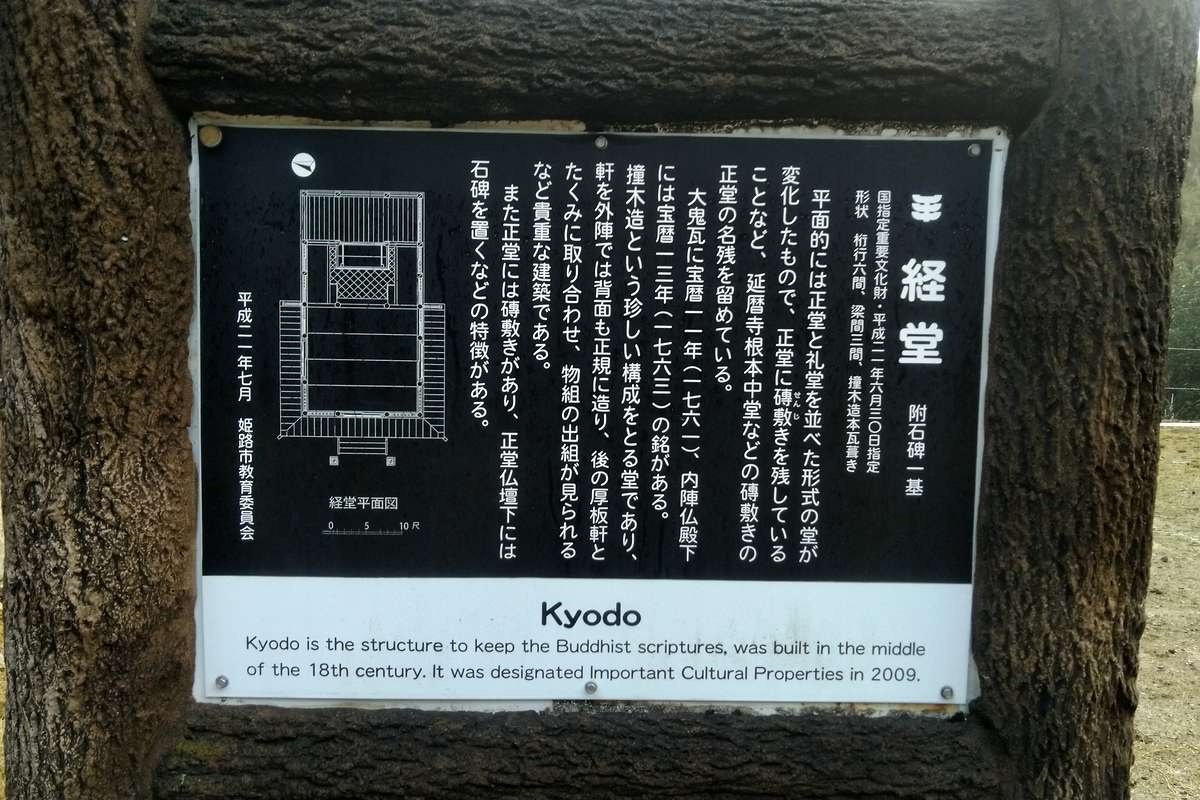 経堂 附石碑一基
国指定重要文化財・平成二一年六月三〇日指定
形状 桁行六間、梁間三間、撞木造本瓦葺き
平面的には正堂と礼堂を並べた形式の堂が
変化したもので、正堂に磚敷きを残している
せんじ
ことなど、延暦寺根本中堂などの磚敷きの
正堂の名残を留めている。
大鬼瓦に宝暦一一年（一七六一）、内陣仏殿下
には宝暦一三年（一七六三）の銘がある。
撞木造という珍しい構成をとる堂であり、
軒を外陣では背面も正規に造り、後の厚板軒と
たくみに取り合わせ、物組の出組が見られる
など貴重な建築である。
また正堂には磚敷きがあり、正堂仏壇下には
石碑を置くなどの特徴がある。
経堂平面図
0 5 10 尺
平成二一年七月 姫路市教育委員会
Kyodo
Kyodo is the structure to keep the Buddhist scriptures, was built in the middle
of the 18th century. It was designated Important Cultural Properties in 2009.